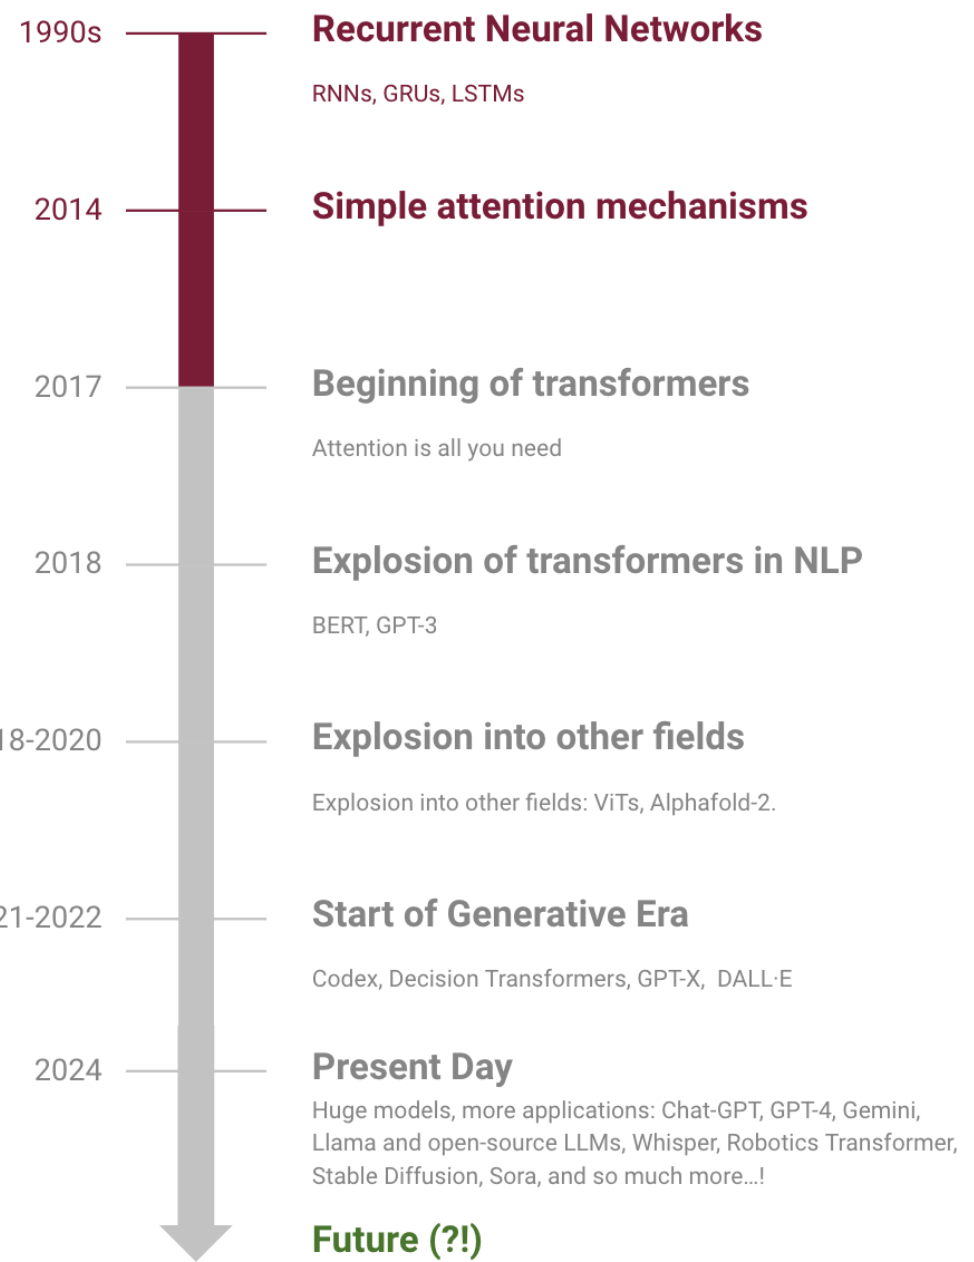 1990s
Recurrent Neural Networks
RNNs, GRUs, LSTMs
2014
Simple attention mechanisms
2017
Beginning of transformers
Attention is all you need
2018
Explosion of transformers in NLP
BERT, GPT-3
18-2020
Explosion into other fields
Explosion into other fields: ViTs, Alphafold-2.
21-2022
Start of Generative Era
Codex, Decision Transformers, GPT-X, DALL·E
2024
Present Day
Huge models, more applications: Chat-GPT, GPT-4, Gemini,
Llama and open-source LLMs, Whisper, Robotics Transformer,
Stable Diffusion, Sora, and so much more…!
Future (?!)